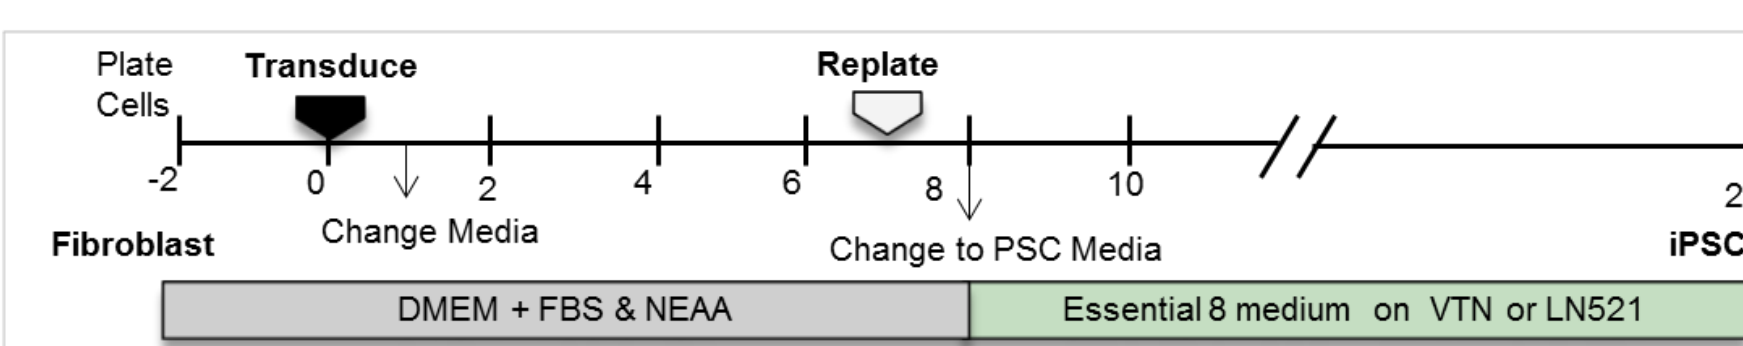 Plate
Cells
Transduce
Replate
-2
0
2
4
6
8
10
2
Change Media
Change to PSC Media
Fibroblast
iPSC
DMEM + FBS & NEAA
Essential 8 medium on VTN or LN521